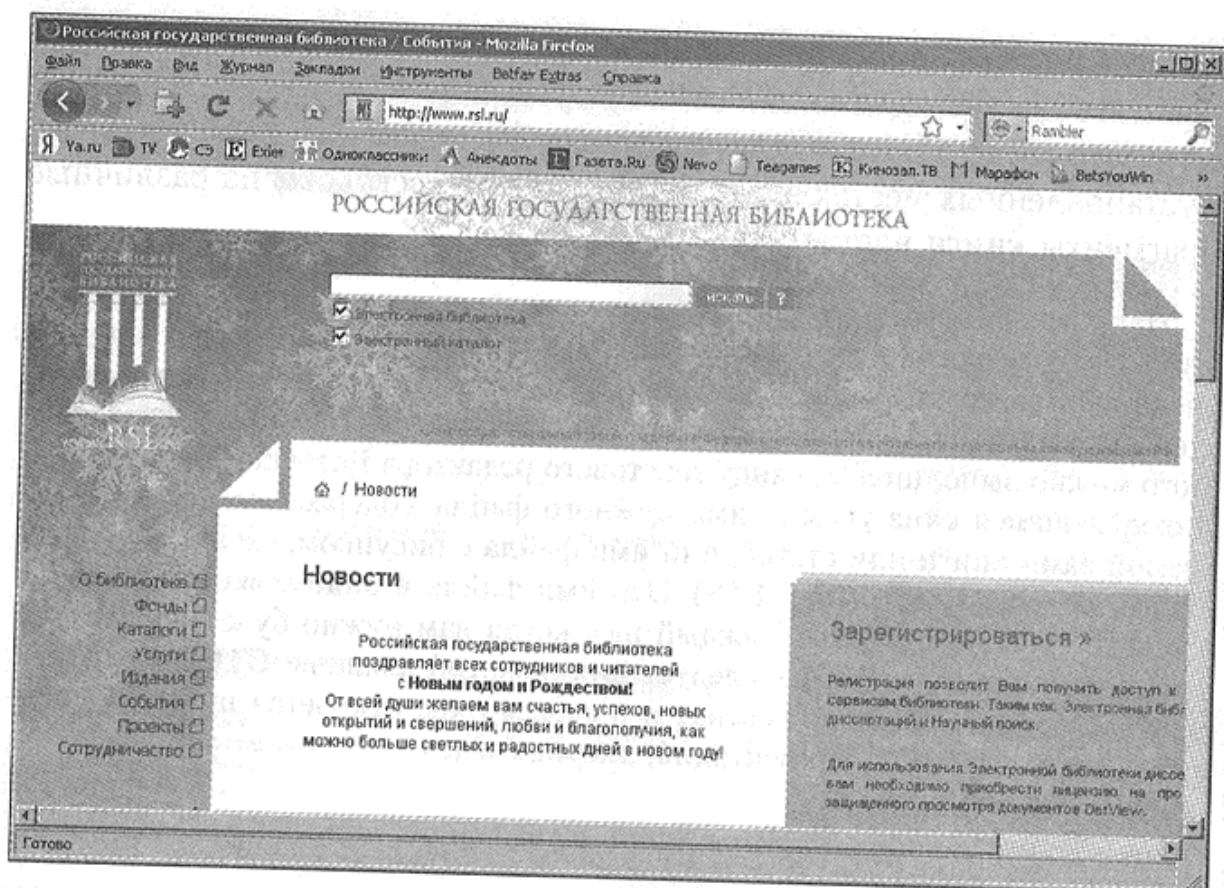 Российская государственная библиотека / События - Mozilla Firefox
Файл Правка Вид Журнал Закладки Инструменты Betfair Extras Справка
http://www.rsl.ru/
Rambler
Ya.ru TV СЭ Exler Одноклассники Анекдоты Газета.Ru Nevo Teagames Кинозал.ТВ Марафон BetsYouWin »
РОССИЙСКАЯ ГОСУДАРСТВЕННАЯ БИБЛИОТЕКА
РОССИЙСКАЯ
ГОСУДАРСТВЕННАЯ
БИБЛИОТЕКА
искать ?
Электронная библиотека
Электронный каталог
RSL
/ Новости
О библиотеке
Фонды
Каталоги
Услуги
Издания
События
Проекты
Сотрудничество
Новости
Российская государственная библиотека
поздравляет всех сотрудников и читателей
с Новым годом и Рождеством!
От всей души желаем вам счастья, успехов, новых
открытий и свершений, любви и благополучия, как
можно больше светлых и радостных дней в новом году!
Зарегистрироваться »
Регистрация позволит Вам получить доступ к
сервисам библиотеки. Таким как: Электронная библ
диссертаций и Научный поиск.
Для использования Электронной библиотеки диссе
вам необходимо приобрести лицензию на про
защищенного просмотра документов DefView.
Готово